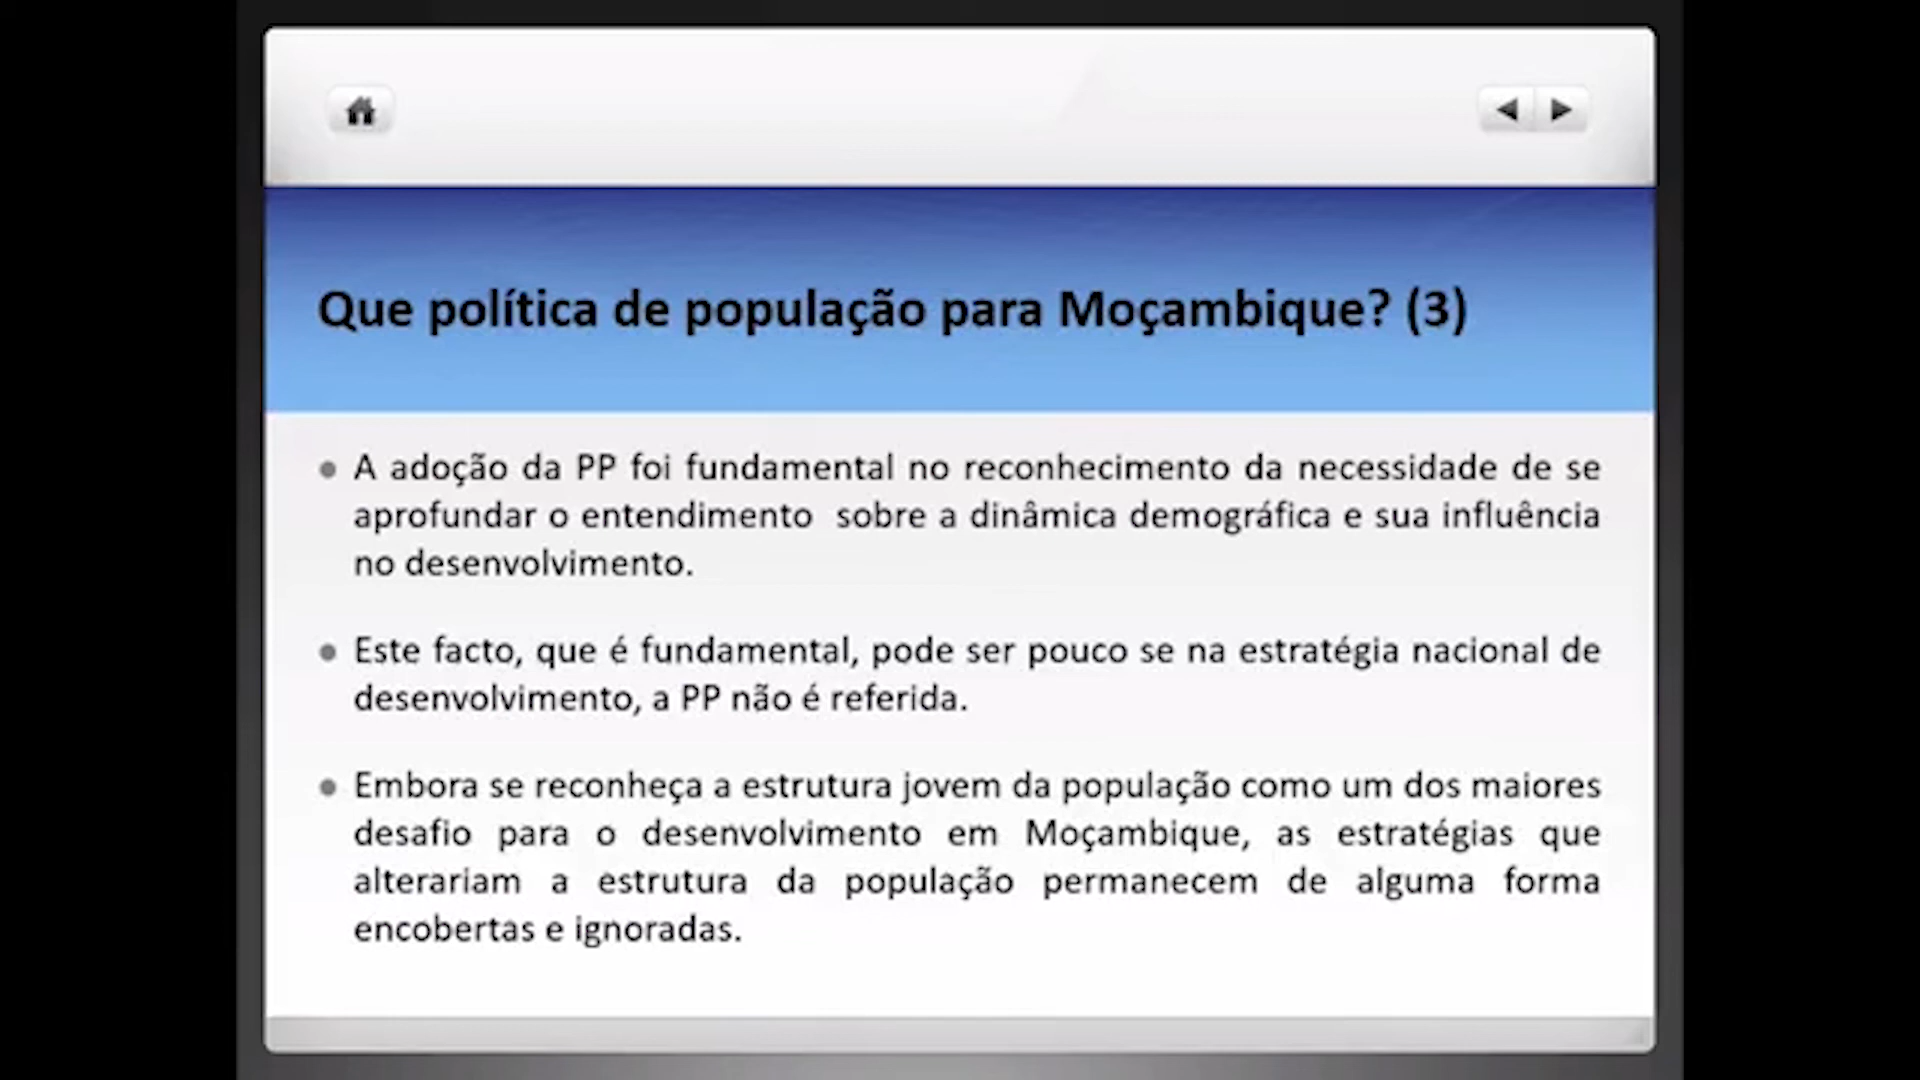 Que política de população para Moçambique? (3)
● A adoção da PP foi fundamental no reconhecimento da necessidade de se
aprofundar o entendimento sobre a dinâmica demográfica e sua influência
no desenvolvimento.
● Este facto, que é fundamental, pode ser pouco se na estratégia nacional de
desenvolvimento, a PP não é referida.
● Embora se reconheça a estrutura jovem da população como um dos maiores
desafio para o desenvolvimento em Moçambique, as estratégias que
alterariam a estrutura da população permanecem de alguma forma
encobertas e ignoradas.